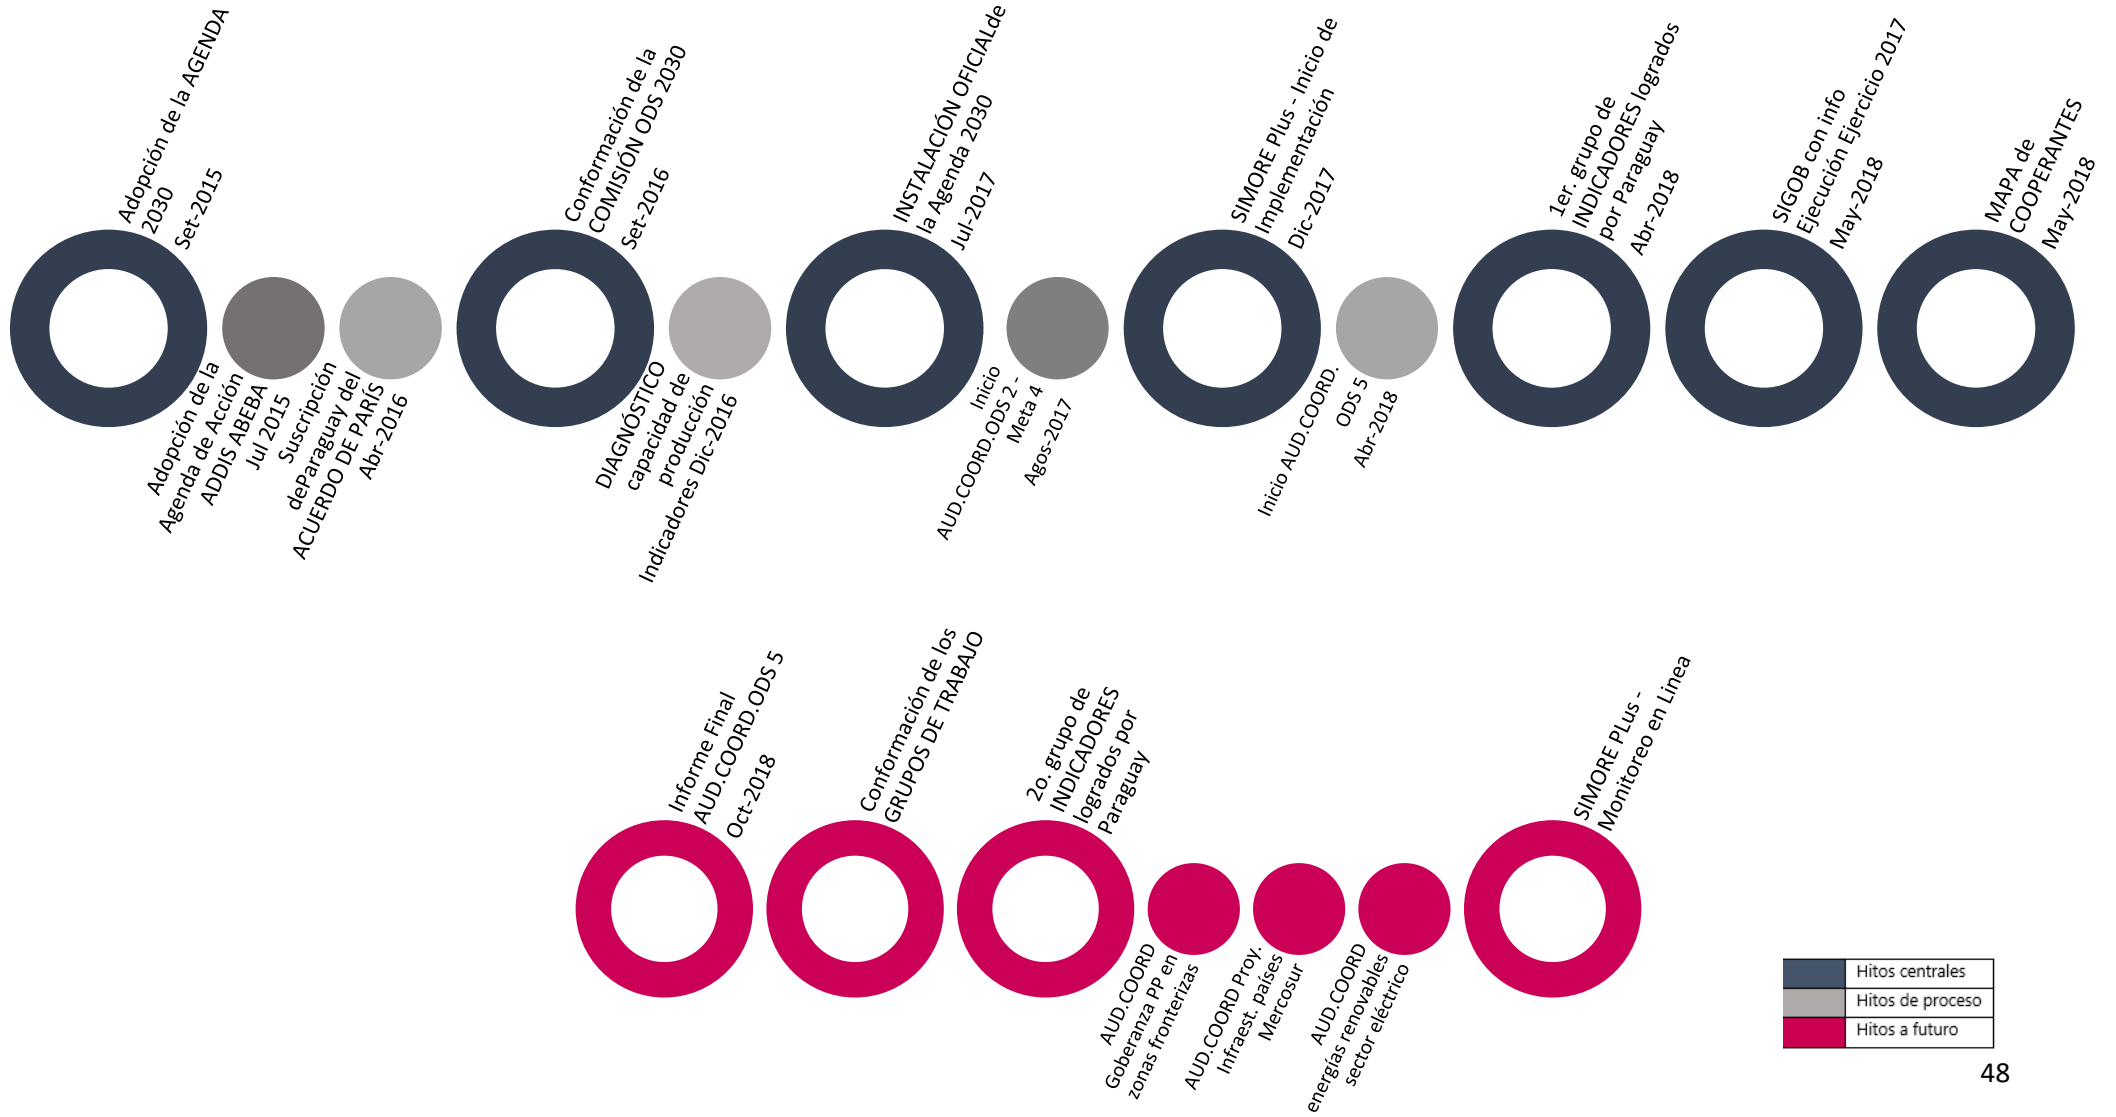 Adopción de la AGENDA
2030
Set-2015
Adopción de la
Agenda de Acción
ADDIS ABEBA
Jul 2015
Suscripción
deParaguay del
ACUERDO DE PARÍS
Abr-2016
Conformación de la
COMISIÓN ODS 2030
Set-2016
DIAGNÓSTICO
capacidad de
producción
Indicadores Dic-2016
INSTALACIÓN OFICIALde
la Agenda 2030
Jul-2017
Inicio
AUD.COORD.ODS 2 -
Meta 4
Agos-2017
SIMORE Plus - Inicio de
Implementación
Dic-2017
Inicio AUD.COORD.
ODS 5
Abr-2018
1er. grupo de
INDICADORES logrados
por Paraguay
Abr-2018
SIGOB con info
Ejecución Ejercicio 2017
May-2018
MAPA de
COOPERANTES
May-2018
Informe Final
AUD.COORD.ODS 5
Oct-2018
Conformación de los
GRUPOS DE TRABAJO
2o. grupo de
INDICADORES
logrados por
Paraguay
AUD.COORD
Goberanza PP en
zonas fronterizas
AUD.COORD Proy.
Infraest. países
Mercosur
AUD.COORD
energías renovables
sector eléctrico
SIMORE PLus -
Monitoreo en Linea
Hitos centrales
Hitos de proceso
Hitos a futuro
48